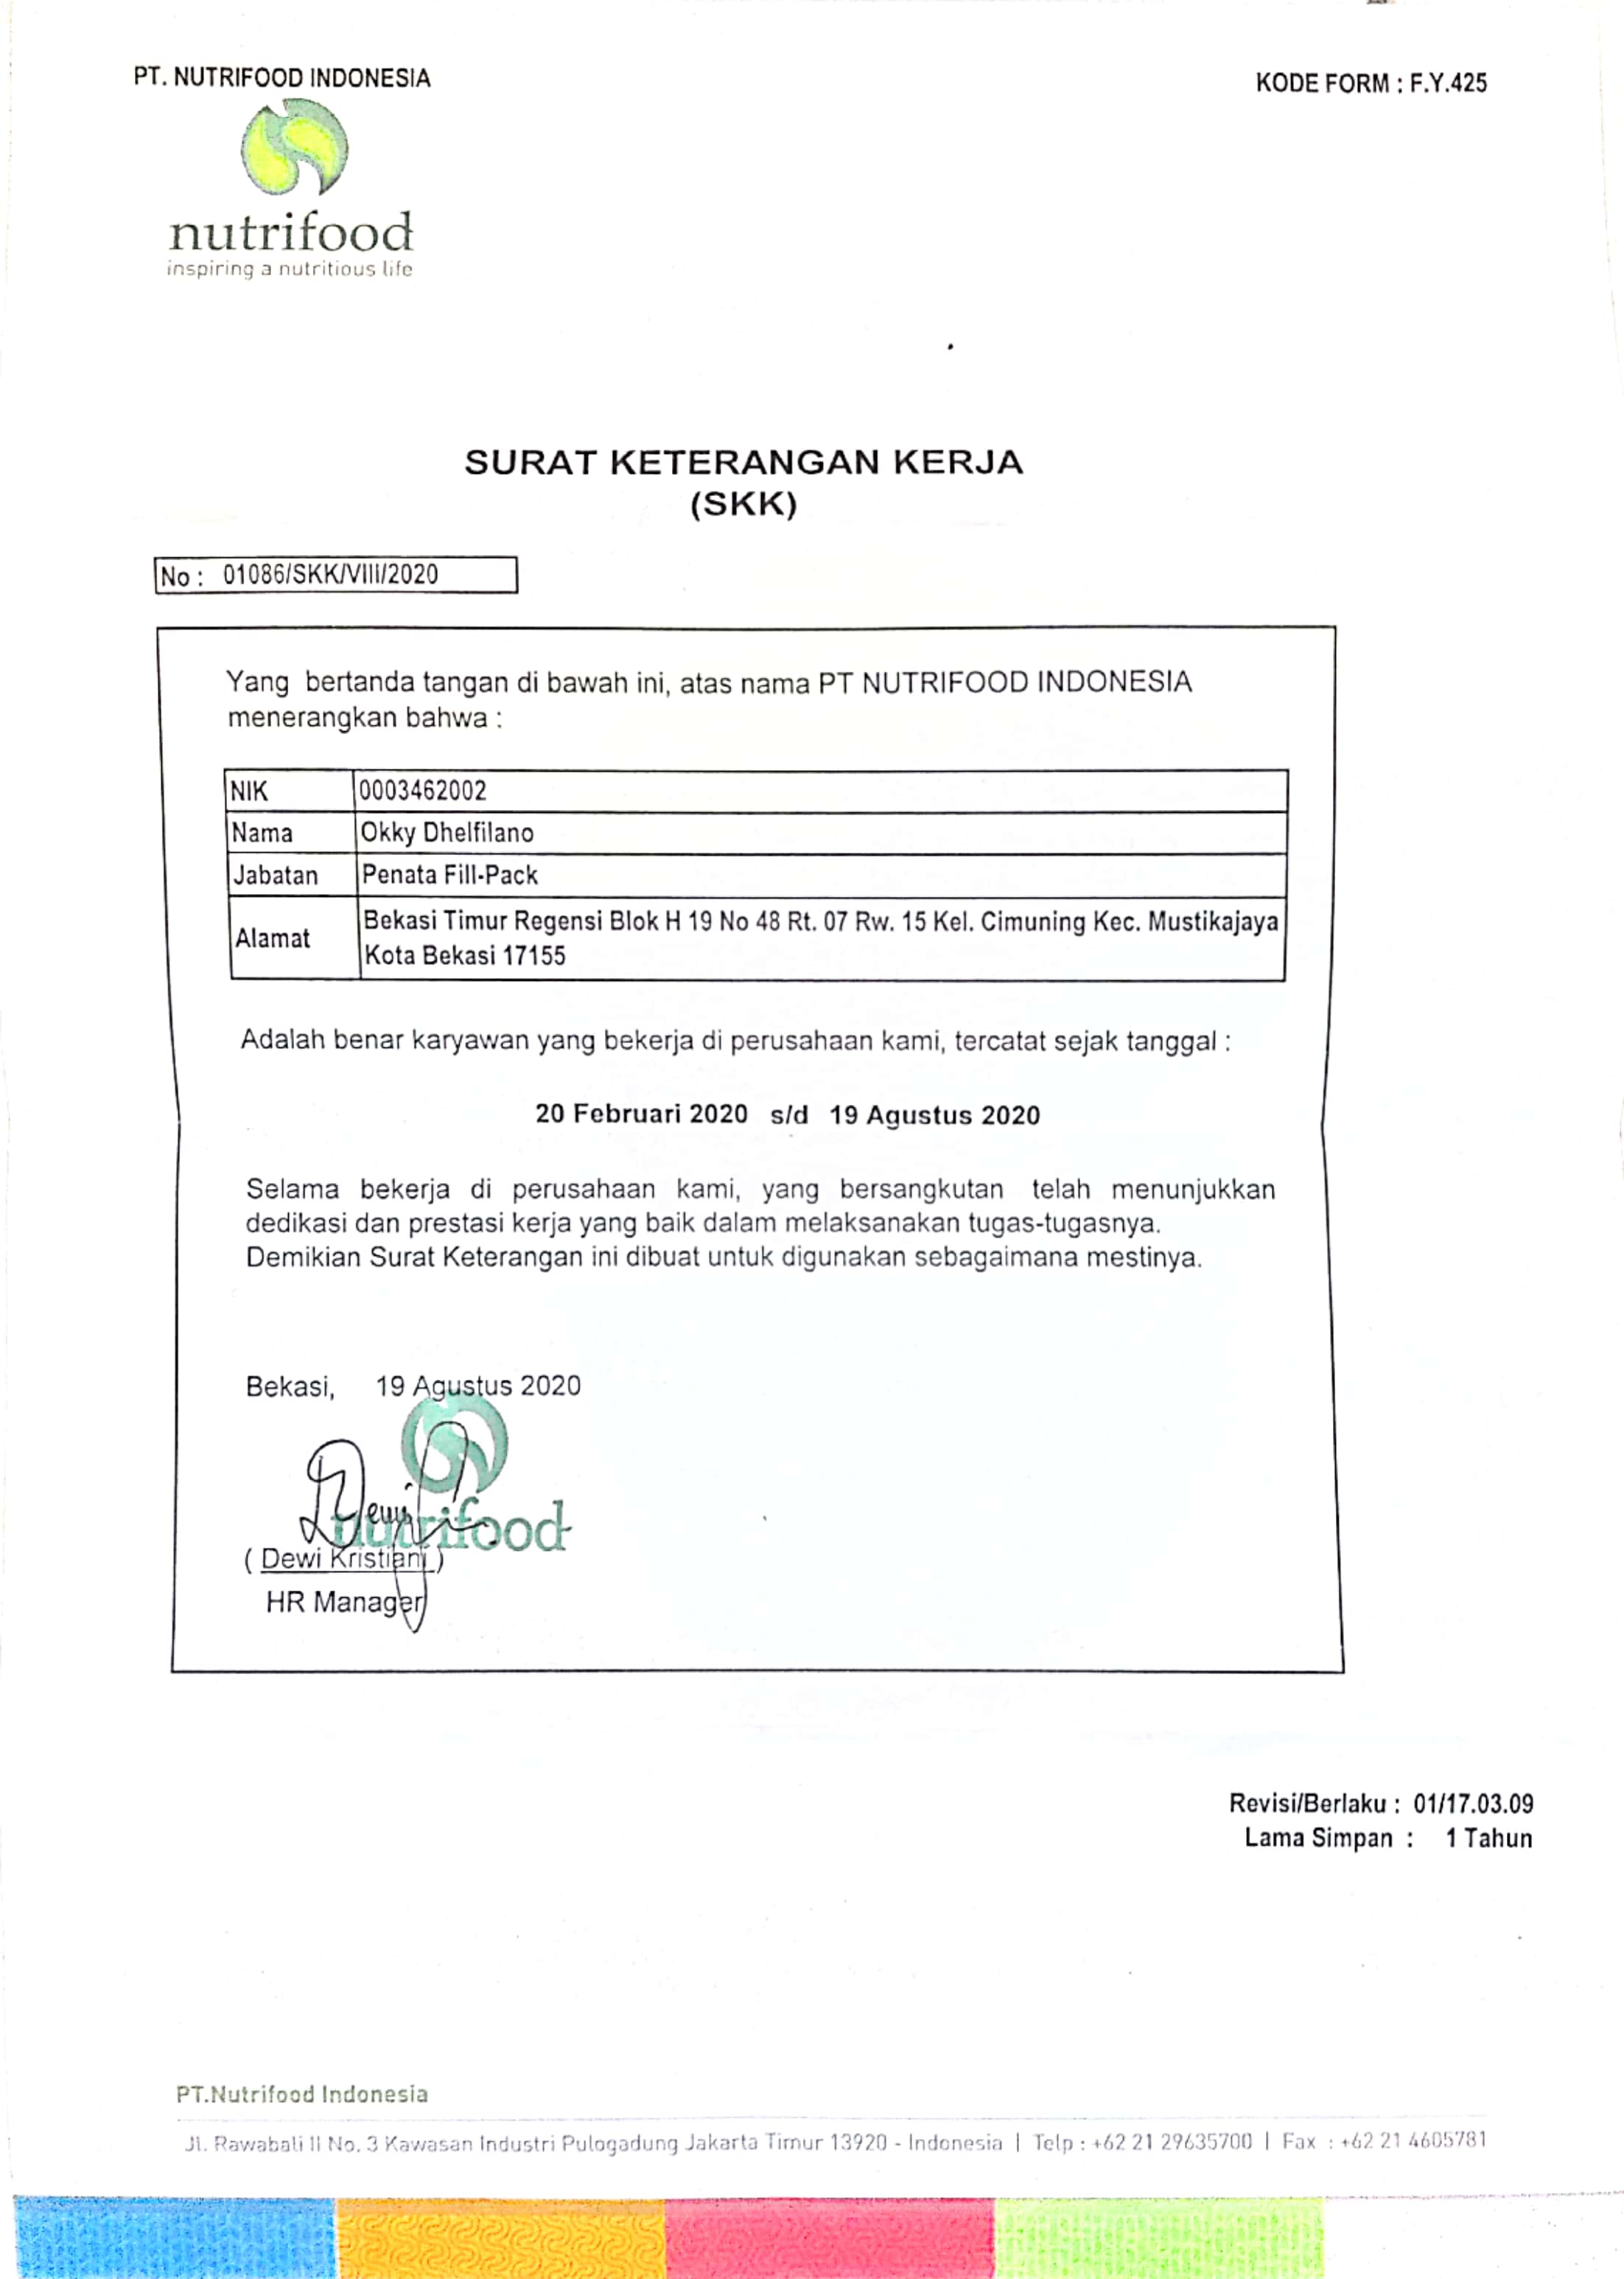 PT. NUTRIFOOD INDONESIA
KODE FORM : F.Y.425
nutrifood
inspiring a nutritious life
SURAT KETERANGAN KERJA
(SKK)
No : 01086/SKK/VIII/2020
Yang bertanda tangan di bawah ini, atas nama PT NUTRIFOOD INDONESIA
menerangkan bahwa :
NIK 0003462002
Nama Okky Dhelfilano
Jabatan Penata Fill-Pack
Alamat Bekasi Timur Regensi Blok H 19 No 48 Rt. 07 Rw. 15 Kel. Cimuning Kec. Mustikajaya
Kota Bekasi 17155
Adalah benar karyawan yang bekerja di perusahaan kami, tercatat sejak tanggal :
20 Februari 2020 s/d 19 Agustus 2020
Selama bekerja di perusahaan kami, yang bersangkutan telah menunjukkan
dedikasi dan prestasi kerja yang baik dalam melaksanakan tugas-tugasnya.
Demikian Surat Keterangan ini dibuat untuk digunakan sebagaimana mestinya.
Bekasi, 19 Agustus 2020
nutrifood
( Dewi Kristiani )
HR Manager
Revisi/Berlaku : 01/17.03.09
Lama Simpan : 1 Tahun
PT.Nutrifood Indonesia
Jl. Rawabali II No. 3 Kawasan Industri Pulogadung Jakarta Timur 13920 - Indonesia | Telp : +62 21 29635700 | Fax : +62 21 4605781